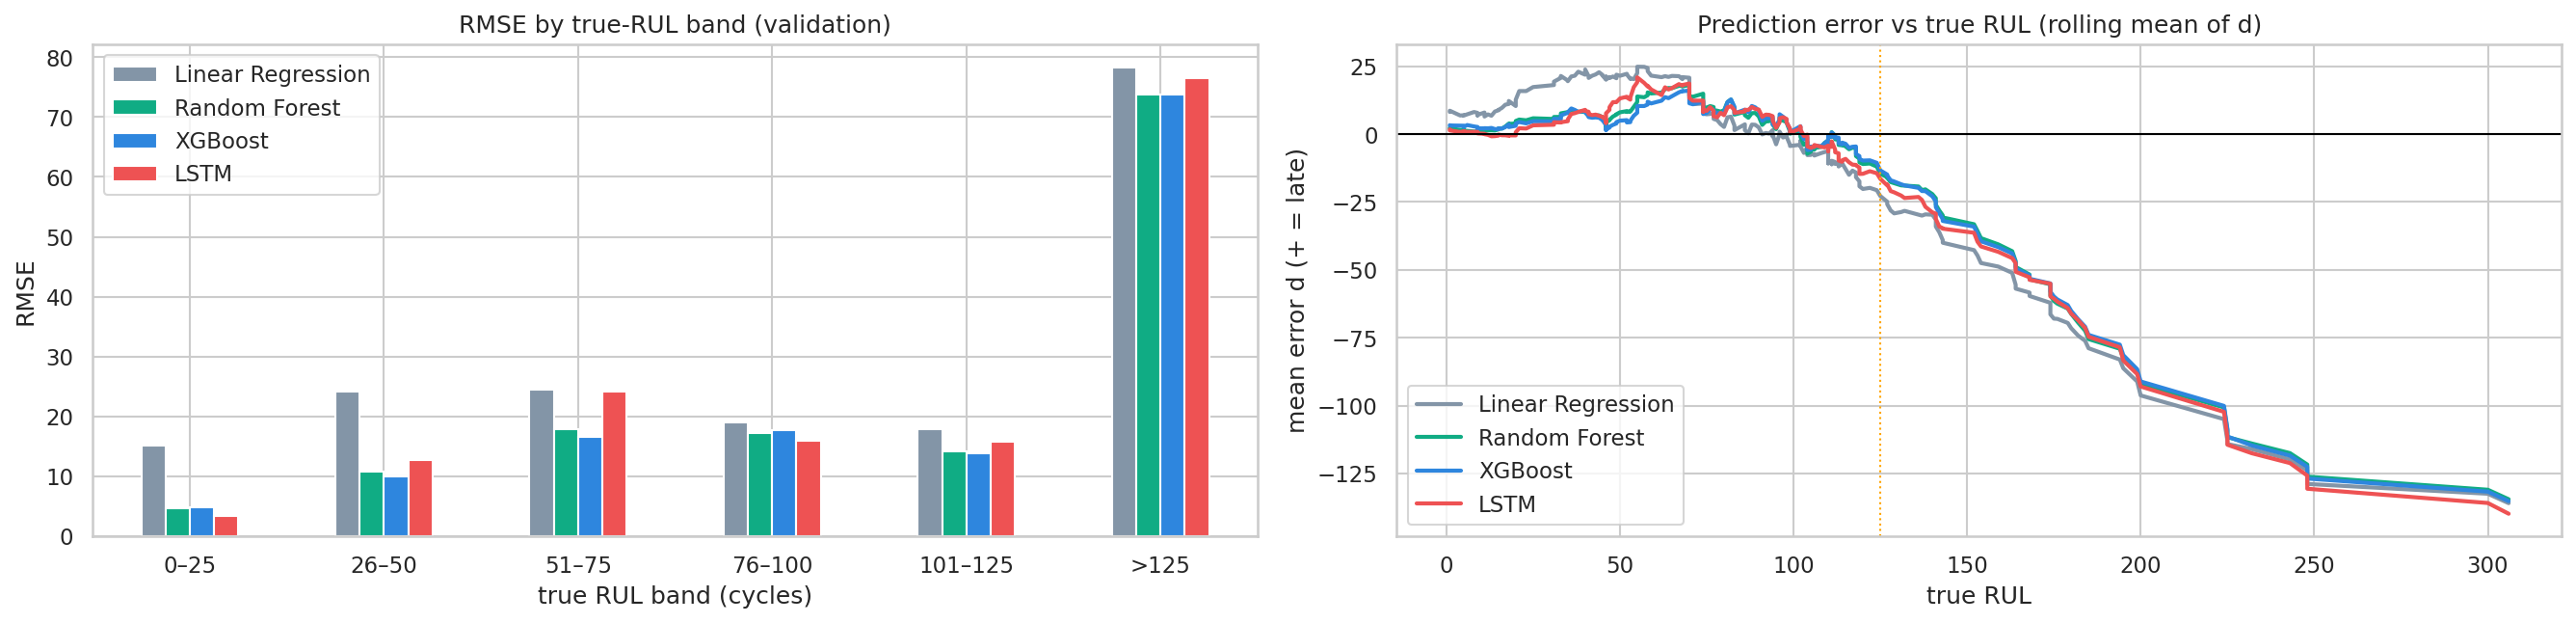 RMSE by true-RUL band (validation)
80
70
60
50
40
30
20
10
0
RMSE
Linear Regression
Random Forest
XGBoost
LSTM
0–25
26–50
51–75
76–100
101–125
>125
true RUL band (cycles)
Prediction error vs true RUL (rolling mean of d)
25
0
−25
−50
−75
−100
−125
mean error d (+ = late)
Linear Regression
Random Forest
XGBoost
LSTM
0
50
100
150
200
250
300
true RUL